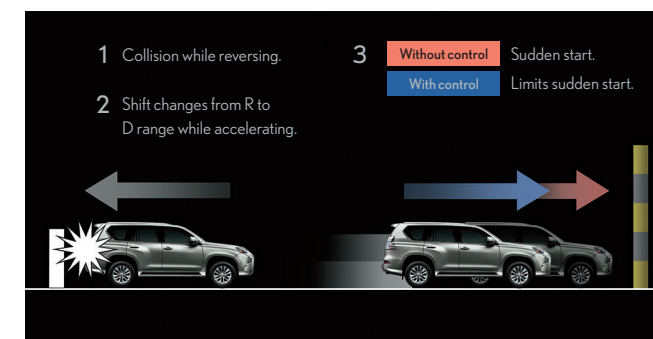 1 Collision while reversing.
2 Shift changes from R to
D range while accelerating.
3 Without control Sudden start.
With control Limits sudden start.